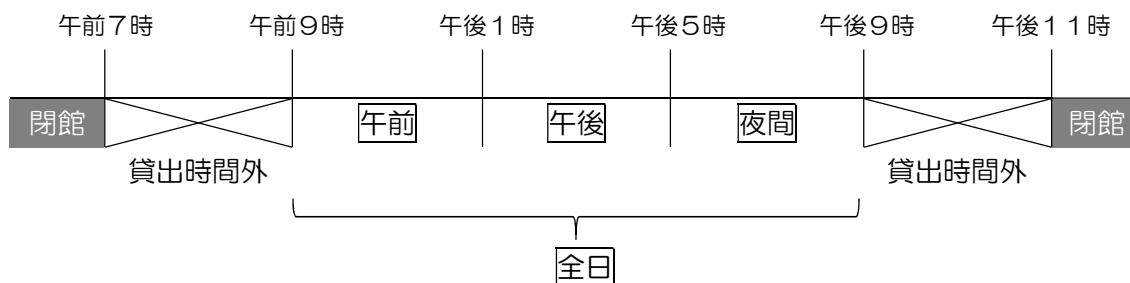 午前７時 午前９時 午後１時 午後５時 午後９時 午後１１時
閉館 午前 午後 夜間 閉館
貸出時間外 貸出時間外
全日